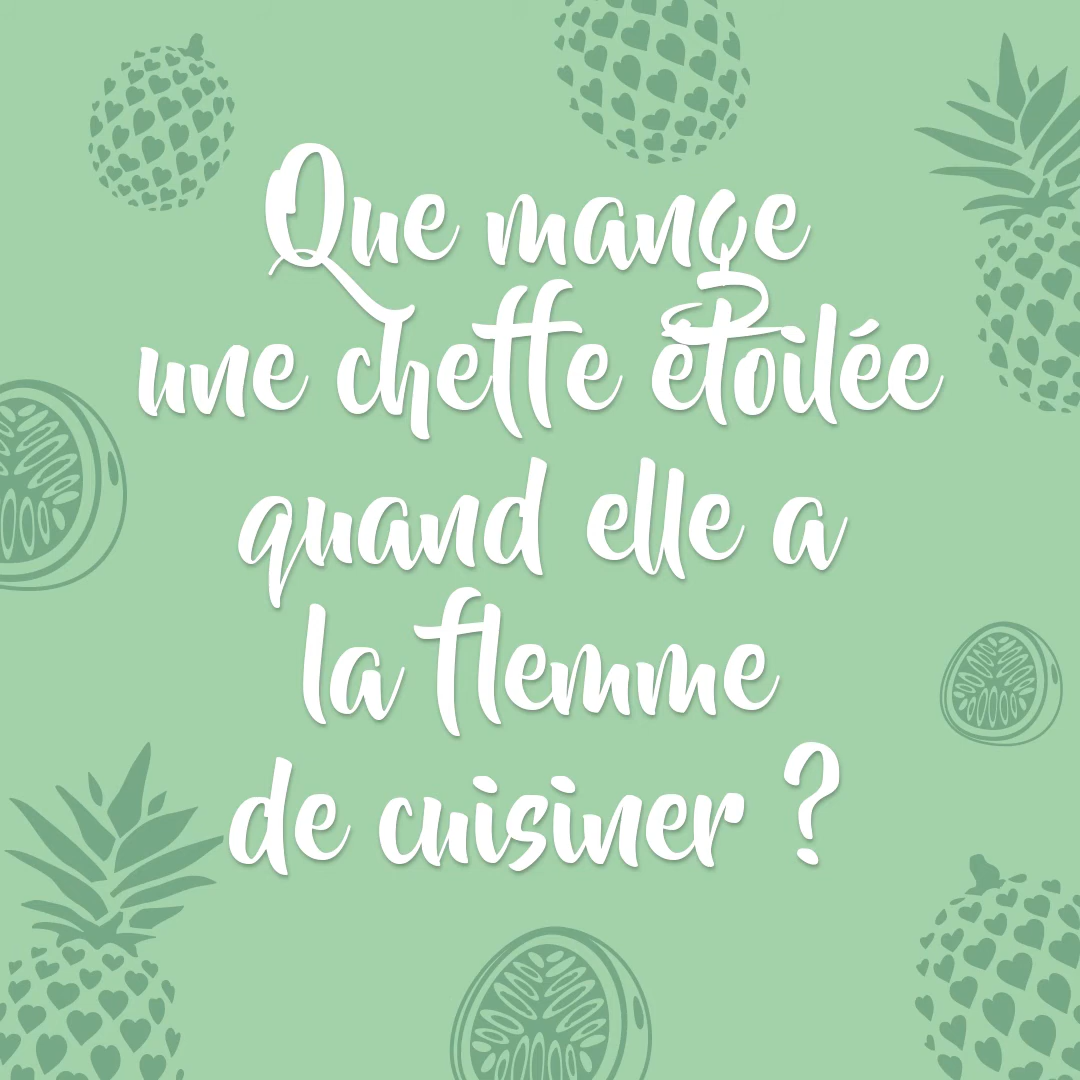 Que mange
une cheffe étoilée
quand elle a
la flemme
de cuisiner ?